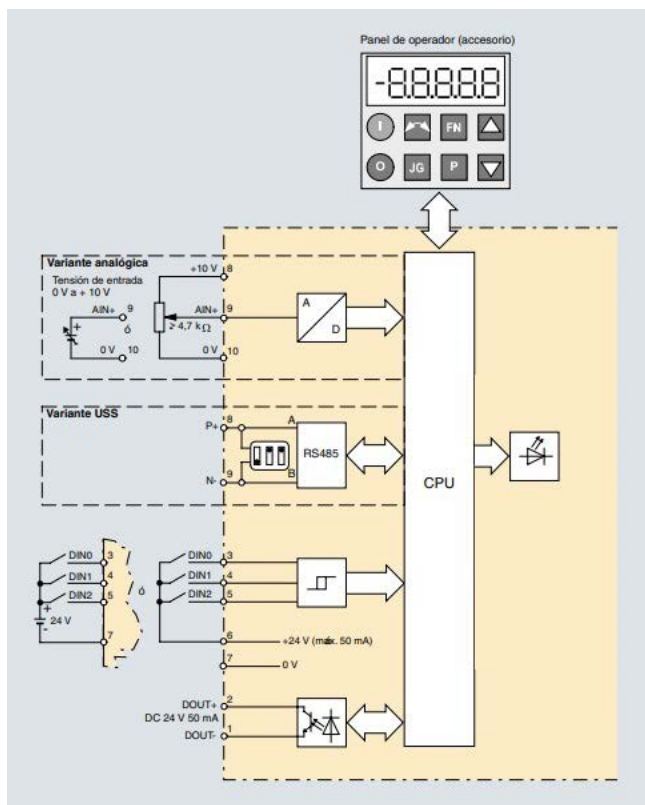 Panel de operador (accesorio)
-8.8.8.8.8
I
FN
O
JG
P
Variante analógica
Tensión de entrada
0 V a + 10 V
AIN+ 9
+
ó
0 V 10
+10 V 8
AIN+ 9
≥ 4,7 kΩ
0 V 10
A
D
Variante USS
P+ 8 A
RS485
N- 9 B
CPU
DIN0 3
DIN1 4
DIN2 5
+
24 V
-
7
ó
DIN0 3
DIN1 4
DIN2 5
6
+24 V (máx. 50 mA)
7
0 V
DOUT+ 2
DC 24 V 50 mA
DOUT- 1